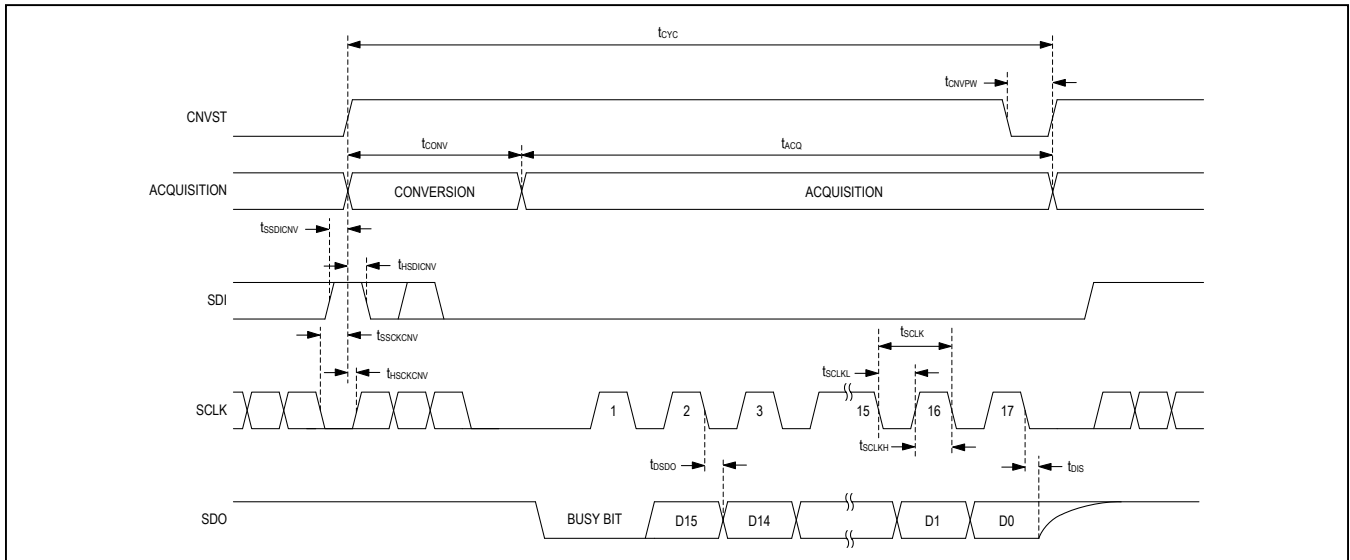 tCYC
tCNVPW
CNVST
tCONV
tACQ
ACQUISITION
CONVERSION
ACQUISITION
tSSDICNV
tHSDICNV
SDI
tSSCKCNV
tSCLK
tHSCKCNV
tSCLKL
SCLK
1 2 3 15 16 17
tSCLKH
tDSDO
tDIS
SDO
BUSY BIT D15 D14 D1 D0